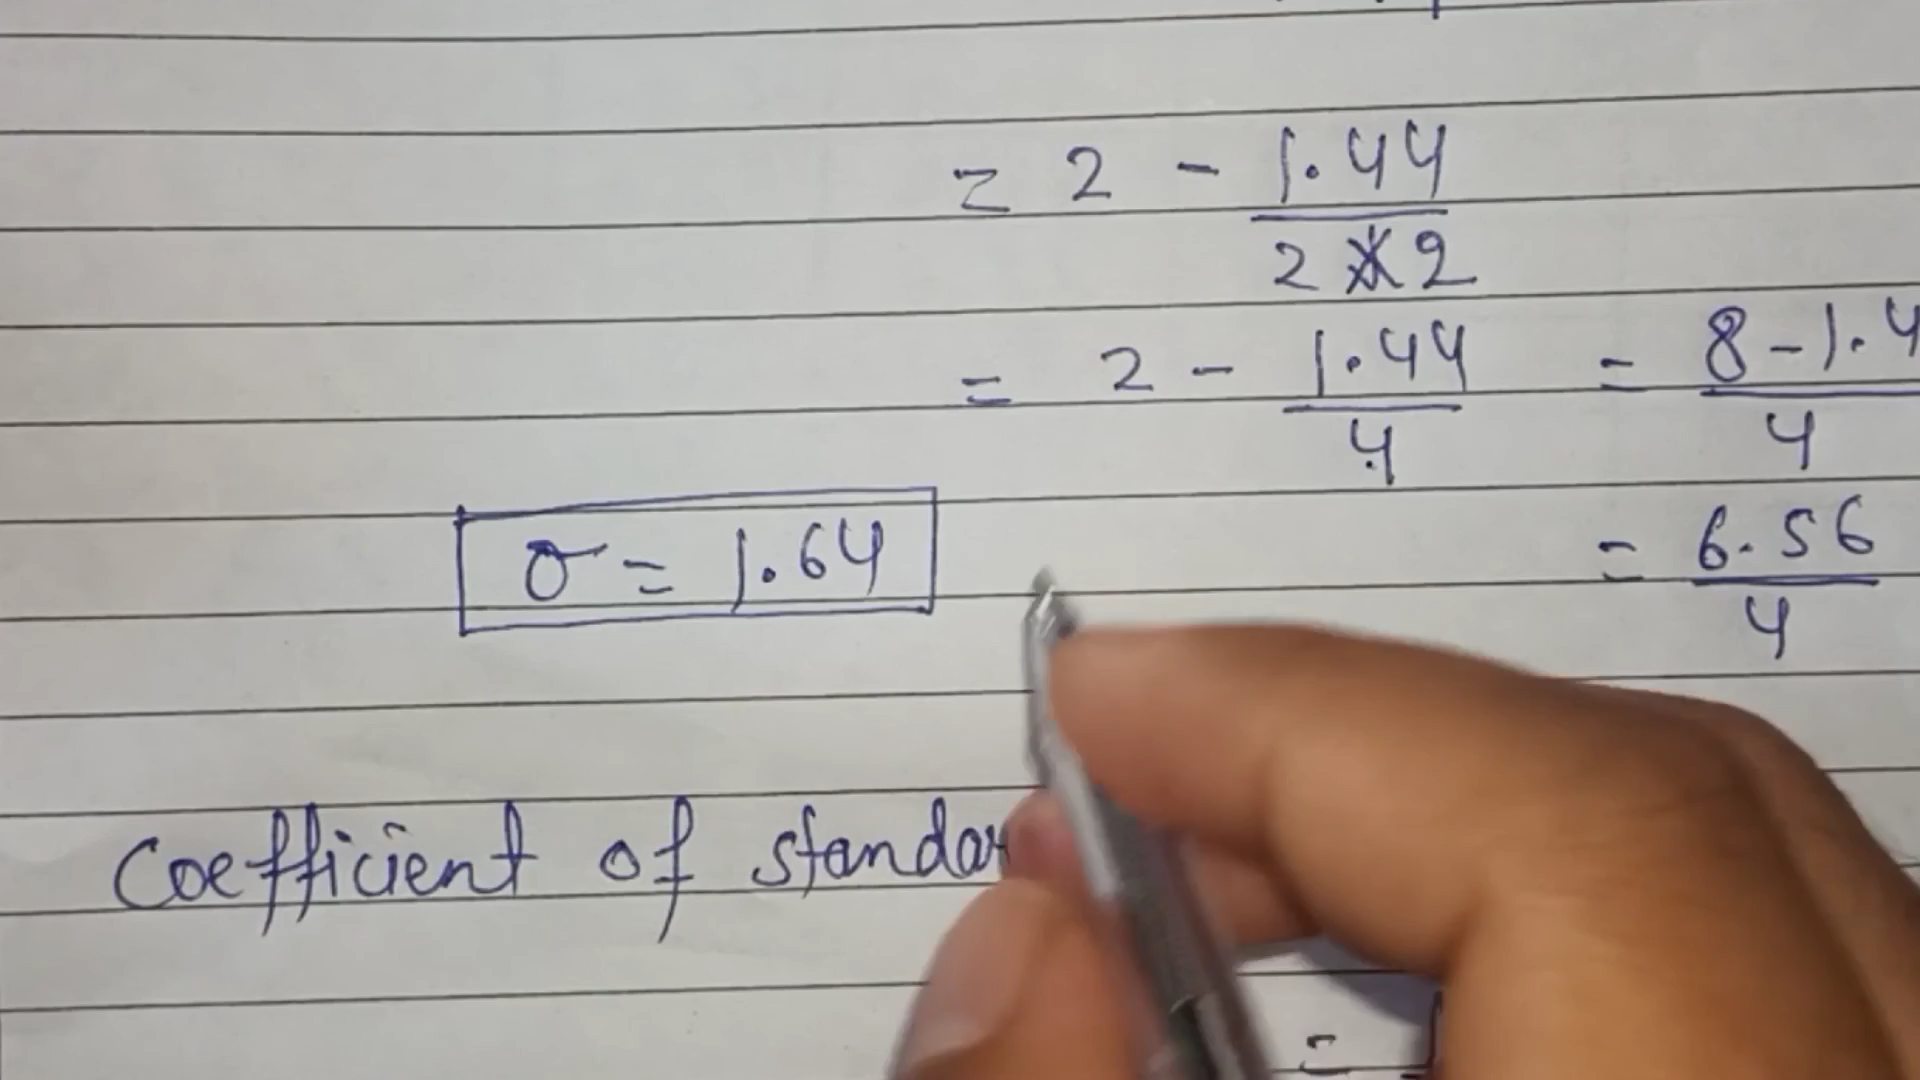 = 2 - 1.44
2 × 2
= 2 - 1.44 = 8 - 1.4
4 4
σ = 1.64 = 6.56
4
Coefficient of standar
=